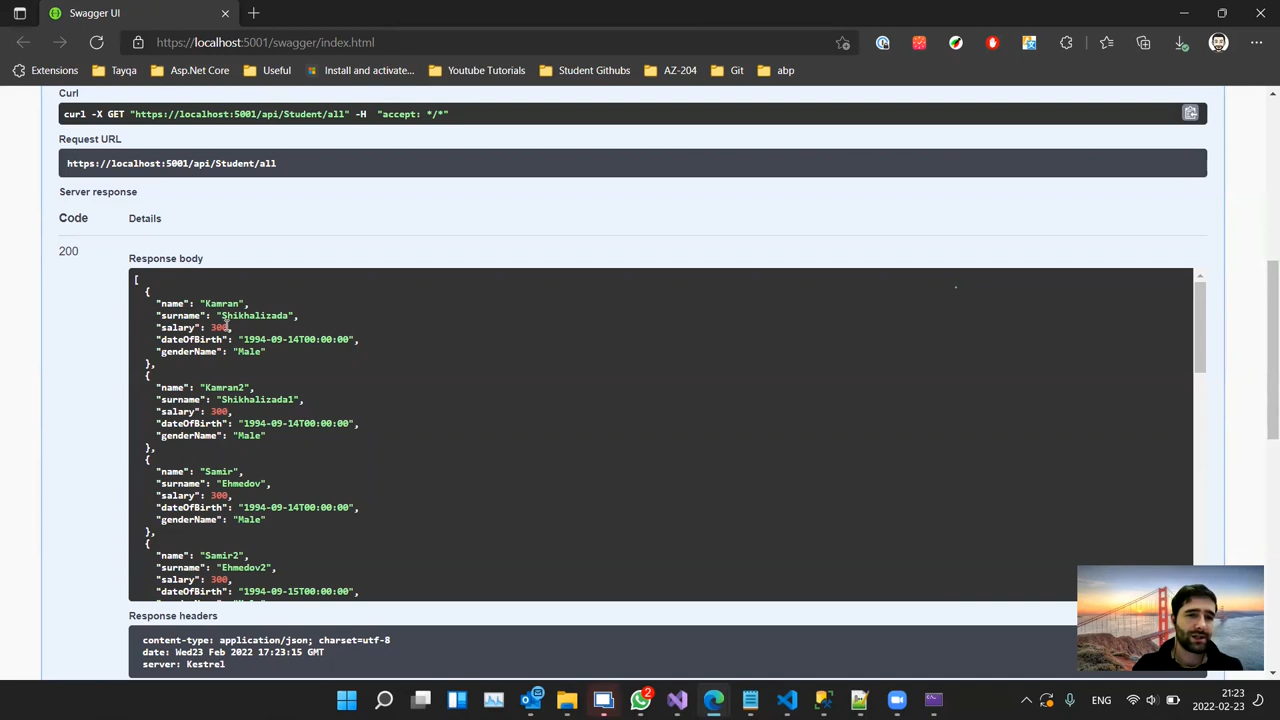 Swagger UI
https://localhost:5001/swagger/index.html
Extensions
Tayqa
Asp.Net Core
Useful
Install and activate...
Youtube Tutorials
Student Githubs
AZ-204
Git
abp
Curl
curl -X GET "https://localhost:5001/api/Student/all" -H  "accept: */*"
Request URL
https://localhost:5001/api/Student/all
Server response
Code
Details
200
Response body
[
{
"name": "Kamran",
"surname": "Shikhalizada",
"salary": 300,
"dateOfBirth": "1994-09-14T00:00:00",
"genderName": "Male"
},
{
"name": "Kamran2",
"surname": "Shikhalizada1",
"salary": 300,
"dateOfBirth": "1994-09-14T00:00:00",
"genderName": "Male"
},
{
"name": "Samir",
"surname": "Ehmedov",
"salary": 300,
"dateOfBirth": "1994-09-14T00:00:00",
"genderName": "Male"
},
{
"name": "Samir2",
"surname": "Ehmedov2",
"salary": 300,
"dateOfBirth": "1994-09-15T00:00:00",
Response headers
content-type: application/json; charset=utf-8
date: Wed23 Feb 2022 17:23:15 GMT
server: Kestrel
2
ENG
21:23
2022-02-23